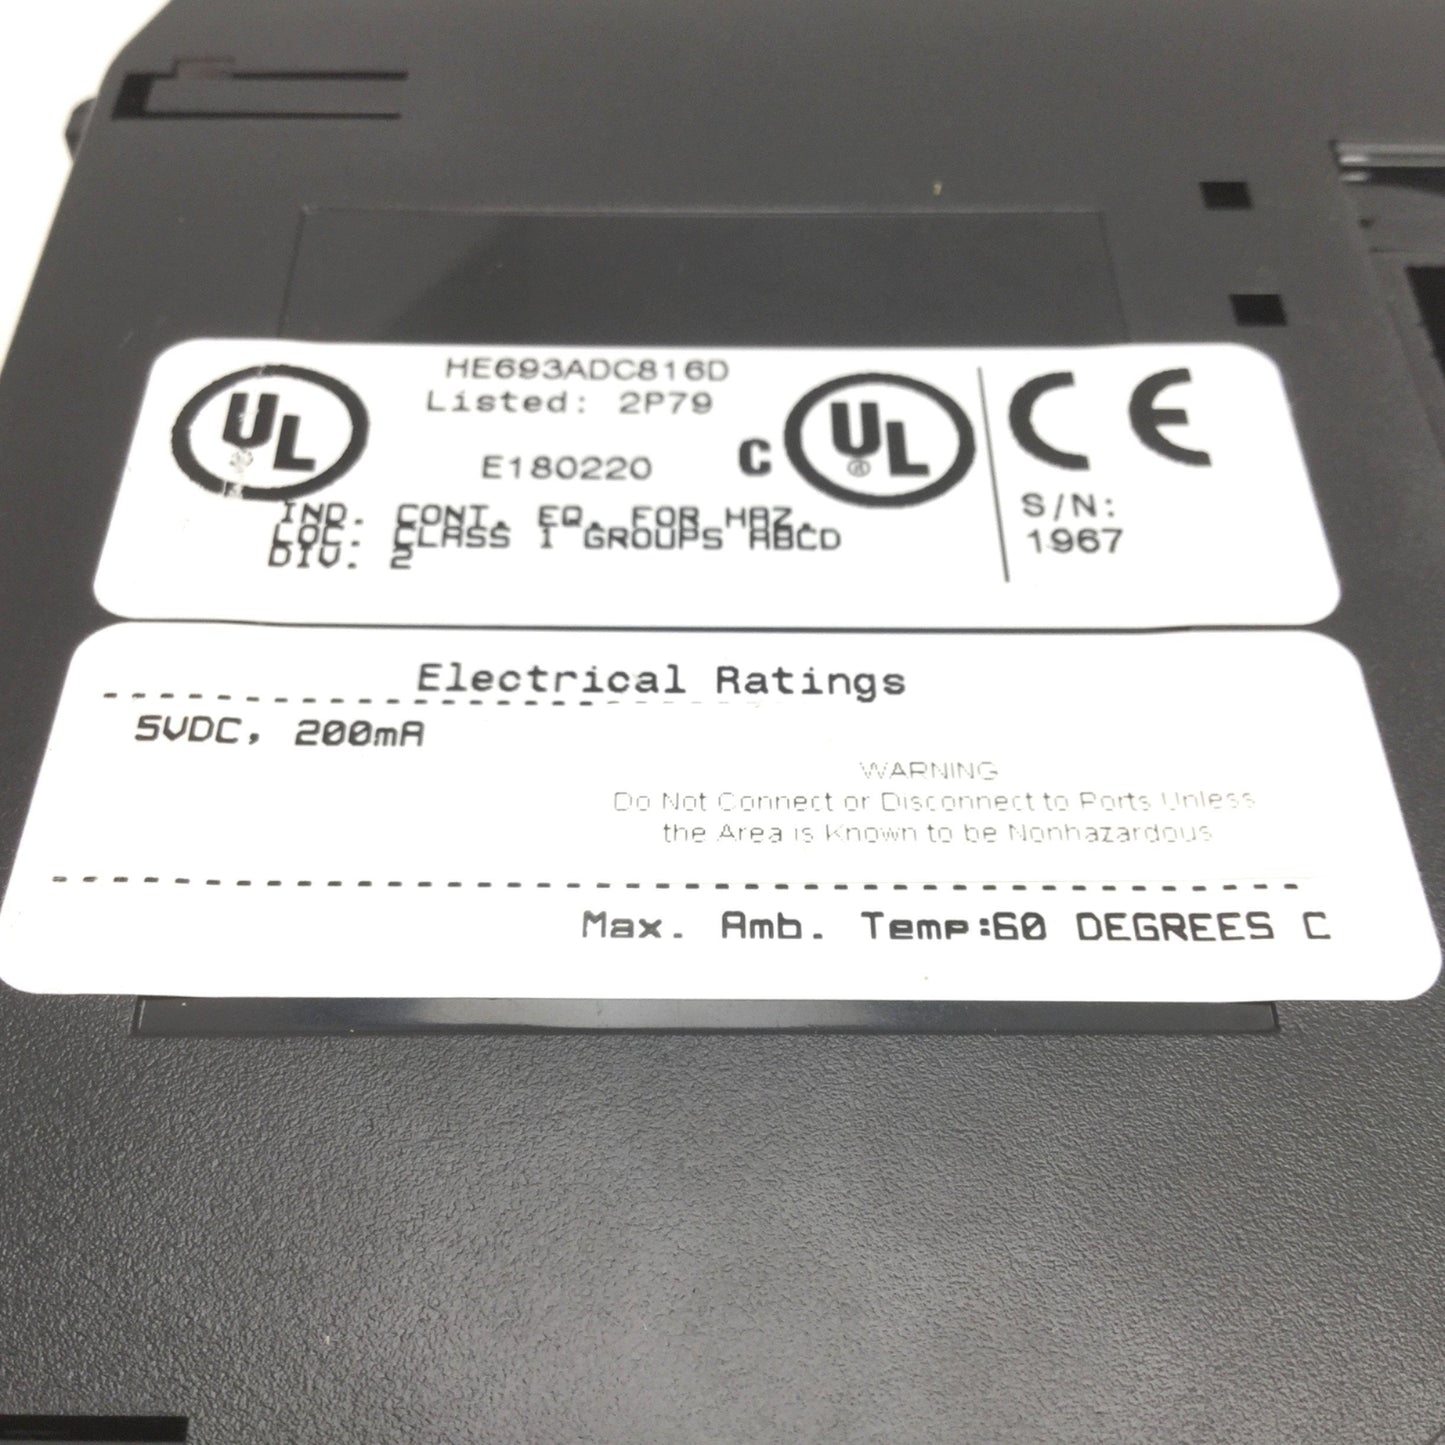 UL
HE693ADC816D
Listed: 2P79
E180220
C UL ®
CE
IND. CONT. EQ. FOR HAZ.
LOC. CLASS I GROUPS ABCD
DIV. 2
S/N:
1967
Electrical Ratings
5VDC, 200mA
WARNING
Do Not Connect or Disconnect to Ports Unless
the Area is Known to be Nonhazardous
Max. Amb. Temp:60 DEGREES C